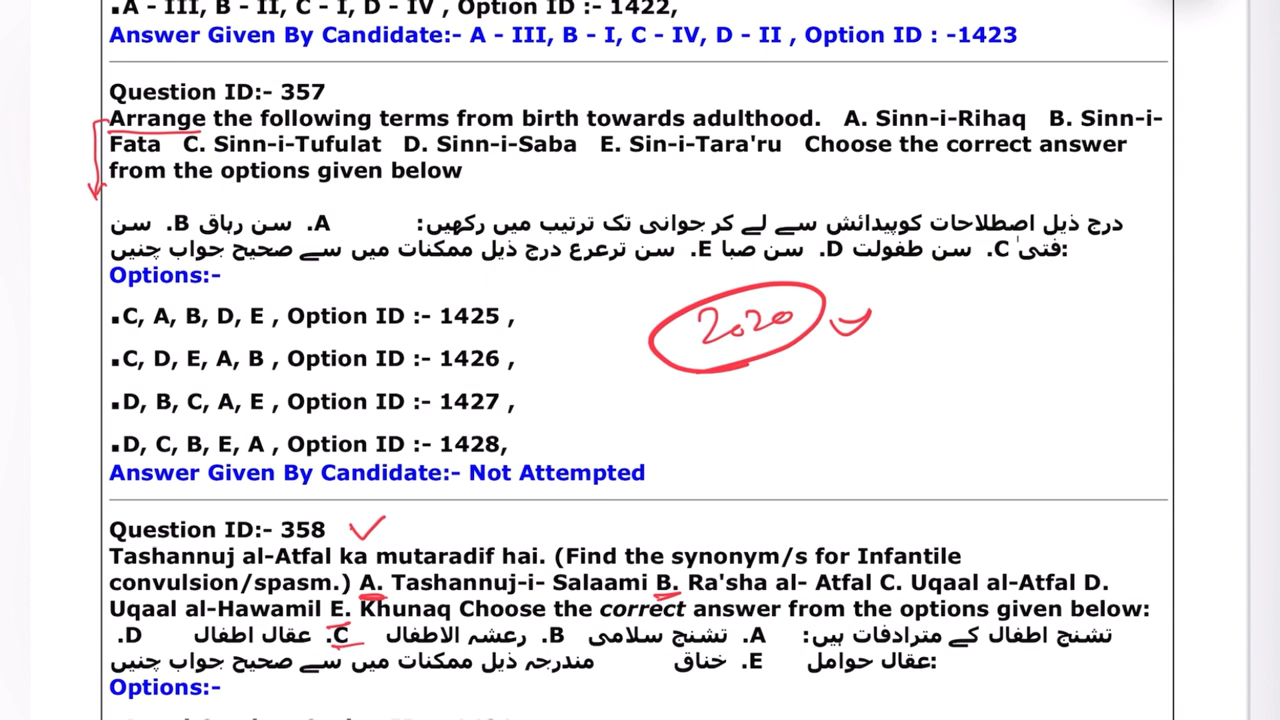 ▪A - III, B - II, C - I, D - IV , Option ID :- 1422,
Answer Given By Candidate:- A - III, B - I, C - IV, D - II , Option ID : -1423
Question ID:- 357
Arrange the following terms from birth towards adulthood. A. Sinn-i-Rihaq B. Sinn-i-
Fata C. Sinn-i-Tufulat D. Sinn-i-Saba E. Sin-i-Tara'ru Choose the correct answer
from the options given below
درج ذیل اصطلاحات کوپیدائش سے لے کر جوانی تک ترتیب میں رکھیں: A. سن رہاق B. سن
فتیٰ C. سن طفولت D. سن صبا E. سن ترعرع درج ذیل ممکنات میں سے صحیح جواب چنیں:
Options:-
▪C, A, B, D, E , Option ID :- 1425 ,
2020
▪C, D, E, A, B , Option ID :- 1426 ,
▪D, B, C, A, E , Option ID :- 1427 ,
▪D, C, B, E, A , Option ID :- 1428,
Answer Given By Candidate:- Not Attempted
Question ID:- 358
Tashannuj al-Atfal ka mutaradif hai. (Find the synonym/s for Infantile
convulsion/spasm.) A. Tashannuj-i- Salaami B. Ra'sha al- Atfal C. Uqaal al-Atfal D.
Uqaal al-Hawamil E. Khunaq Choose the correct answer from the options given below:
تشنج اطفال کے مترادفات ہیں: A. تشنج سلامی B. رعشہ الاطفال C. عقال اطفال D.
عقال حوامل E. خناق مندرجہ ذیل ممکنات میں سے صحیح جواب چنیں:
Options:-